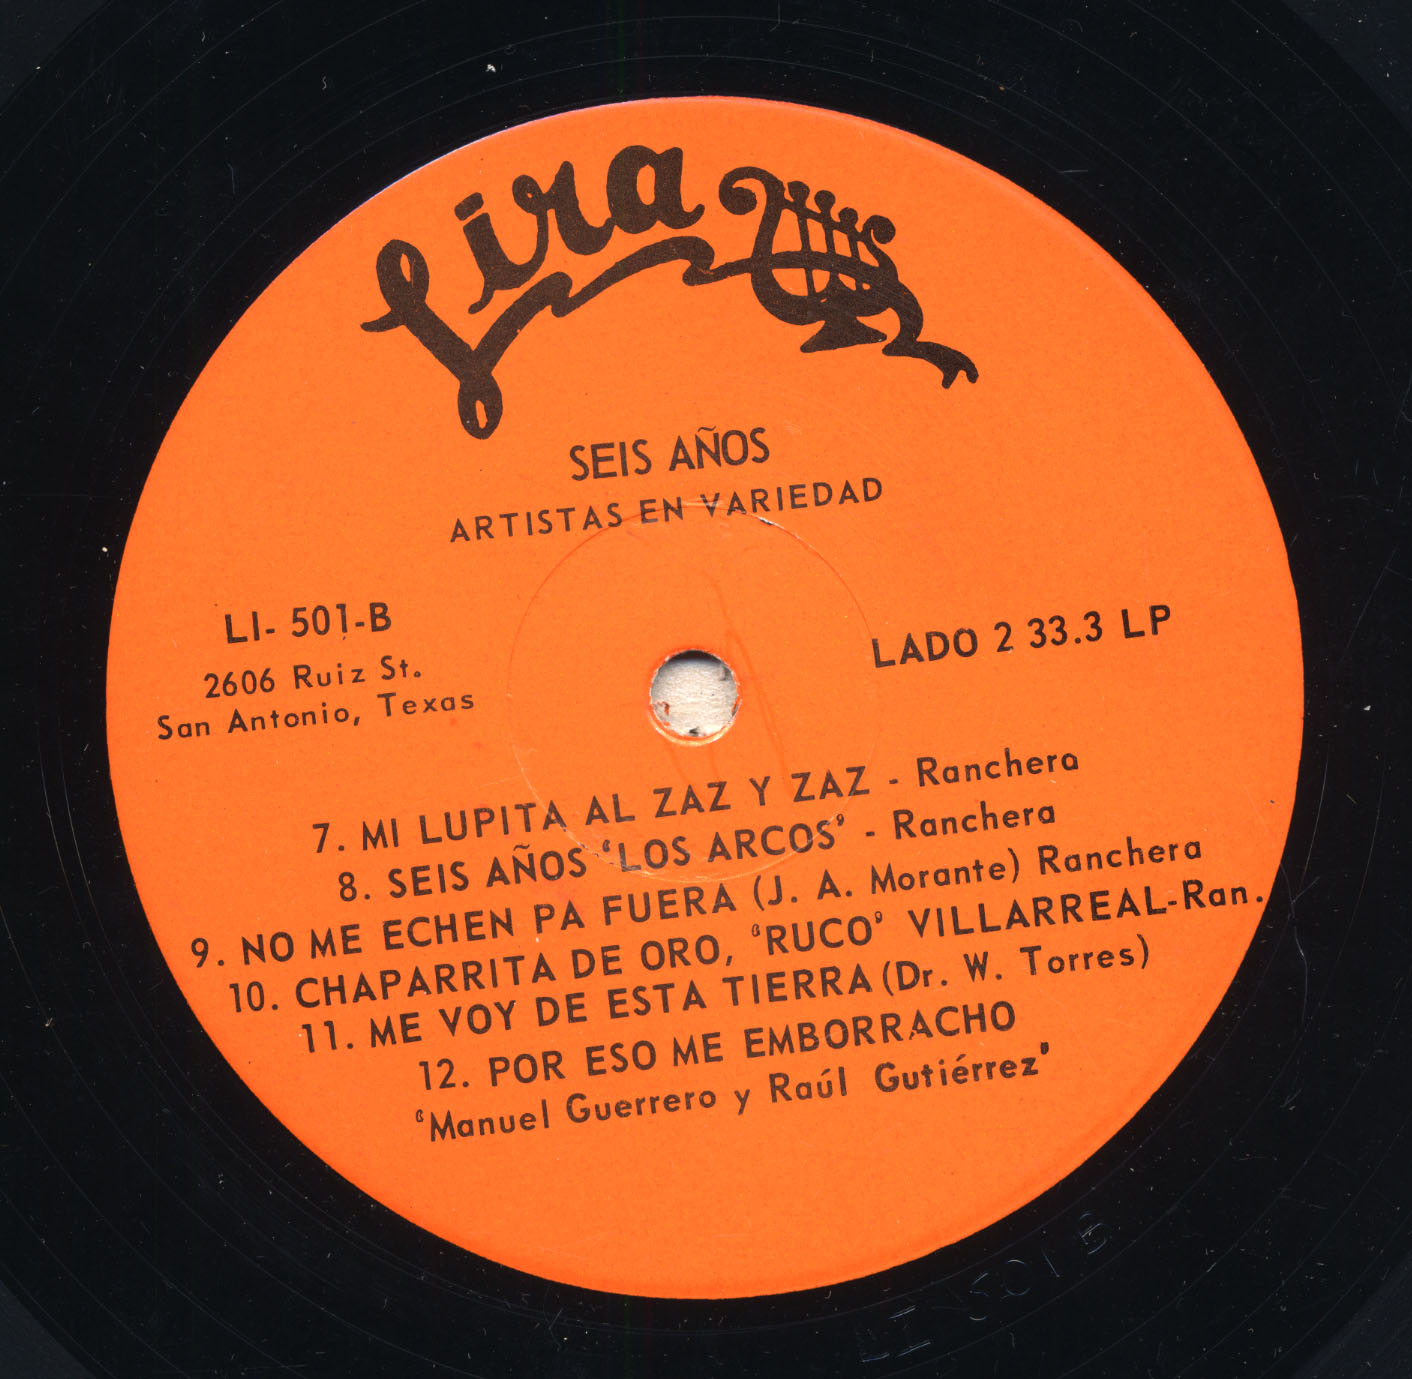 Lira
SEIS AÑOS
ARTISTAS EN VARIEDAD
LI- 501-B
2606 Ruiz St.
San Antonio, Texas
LADO 2 33.3 LP
7. MI LUPITA AL ZAZ Y ZAZ - Ranchera
8. SEIS AÑOS 'LOS ARCOS' - Ranchera
9. NO ME ECHEN PA FUERA (J. A. Morante) Ranchera
10. CHAPARRITA DE ORO, 'RUCO' VILLARREAL-Ran.
11. ME VOY DE ESTA TIERRA (Dr. W. Torres)
12. POR ESO ME EMBORRACHO
'Manuel Guerrero y Raúl Gutiérrez'
LI 501 B